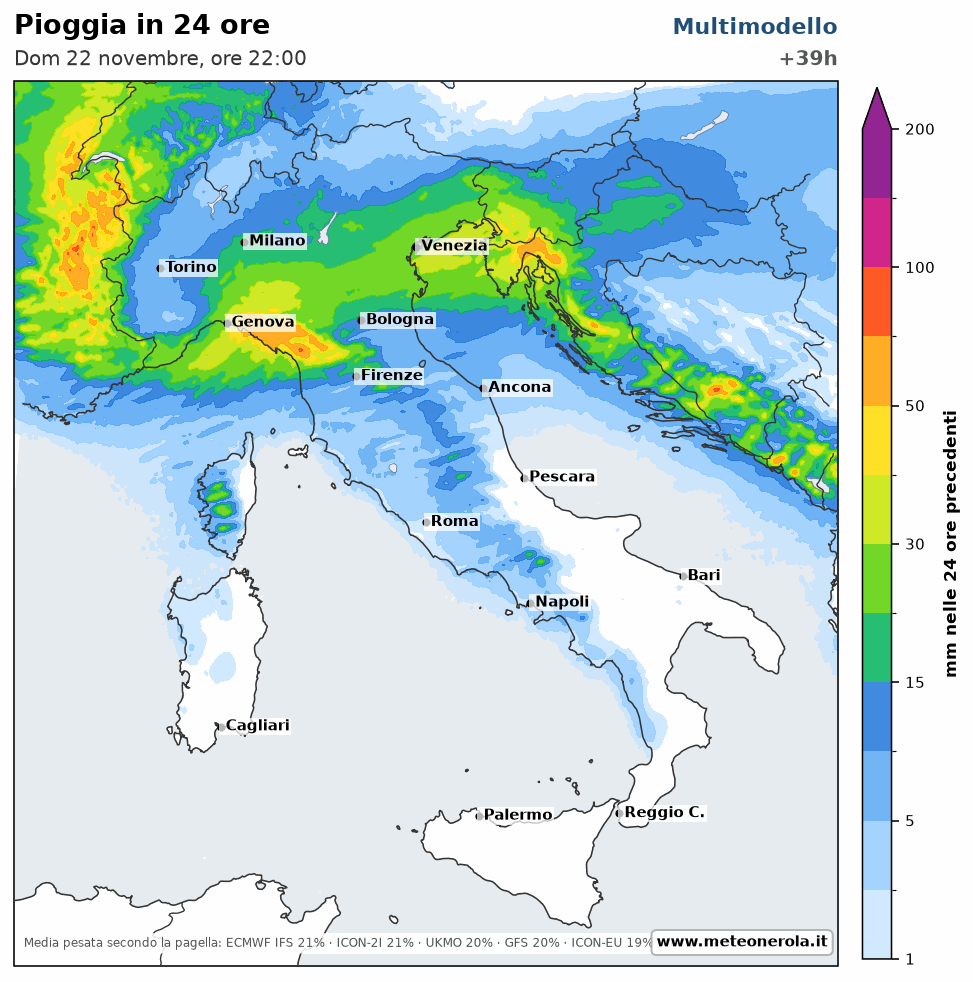 Pioggia in 24 ore
Multimodello
Dom 22 novembre, ore 22:00
+39h
200
100
50
30
15
5
1
mm nelle 24 ore precedenti
Milano
Venezia
Torino
Genova
Bologna
Firenze
Ancona
Pescara
Roma
Bari
Napoli
Cagliari
Palermo
Reggio C.
Media pesata secondo la pagella: ECMWF IFS 21% · ICON-2I 21% · UKMO 20% · GFS 20% · ICON-EU 19%
www.meteonerola.it